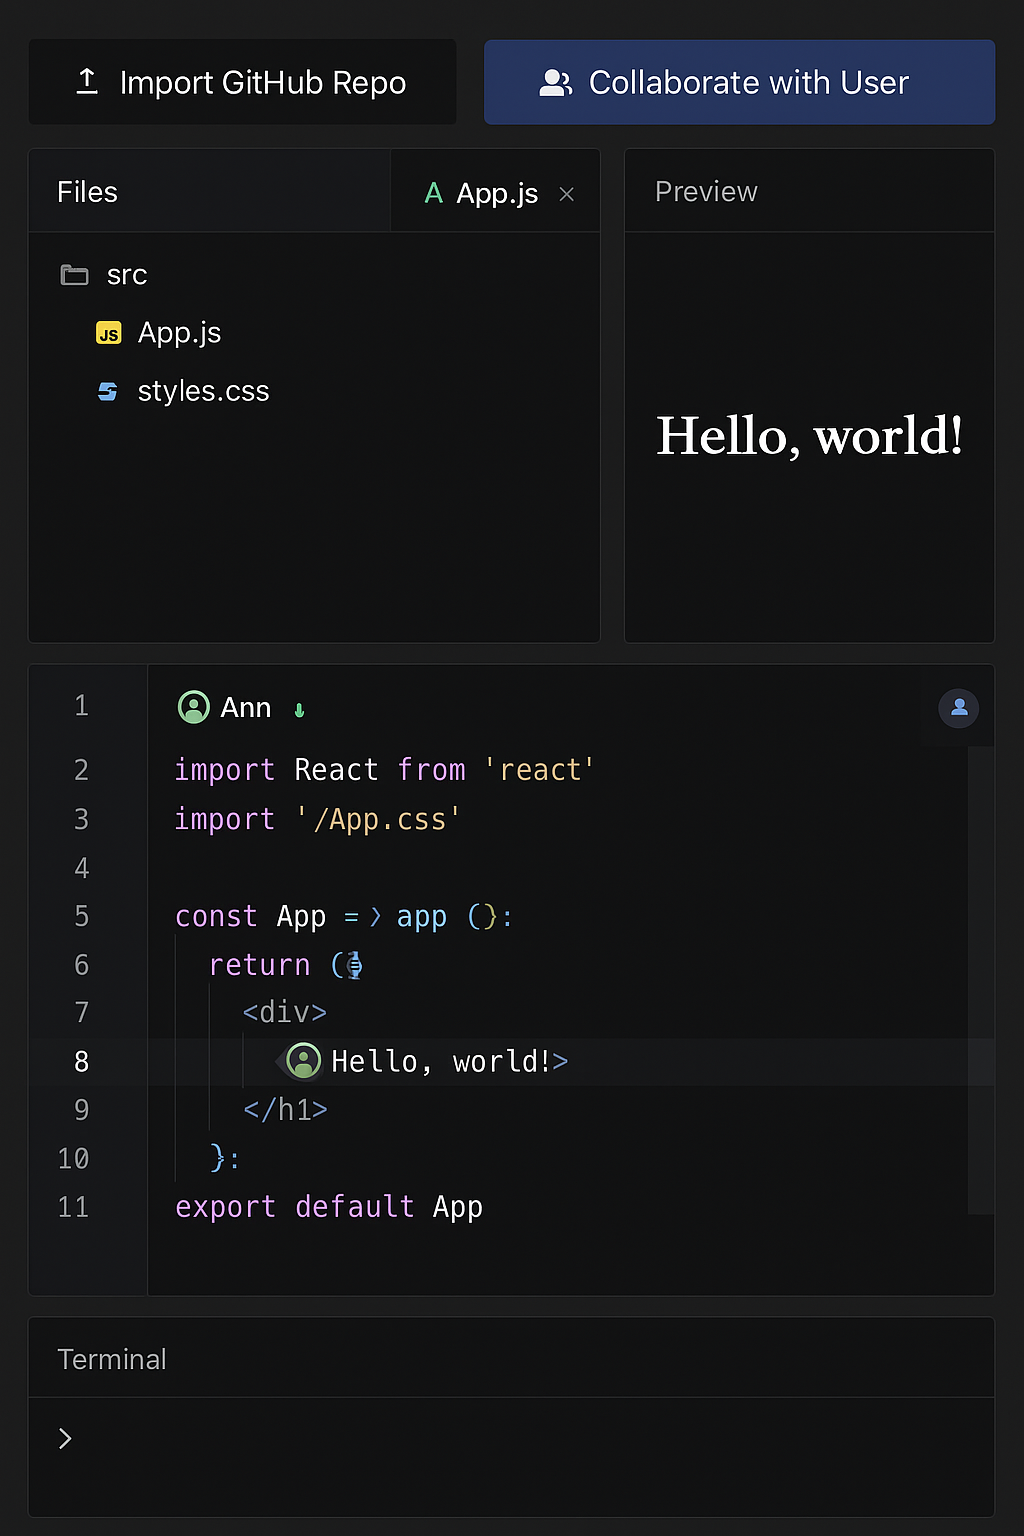 Import GitHub Repo
Collaborate with User
Files
A App.js ×
Preview
src
JS App.js
styles.css
Hello, world!
1 Ann
2 import React from 'react'
3 import '/App.css'
4
5 const App =› app (}:
6 return (
7 <div>
8 Hello, world!>
9 </h1>
10 }:
11 export default App
Terminal
>